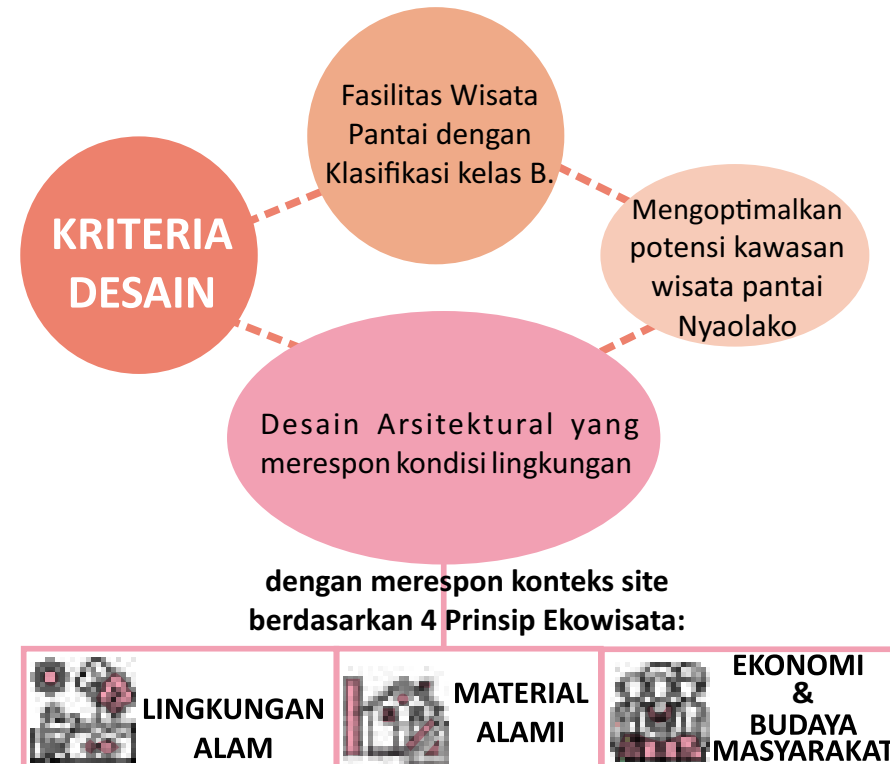 Fasilitas Wisata
Pantai dengan
Klasifikasi kelas B.
KRITERIA
DESAIN
Mengoptimalkan
potensi kawasan
wisata pantai
Nyaolako
Desain Arsitektural yang
merespon kondisi lingkungan
dengan merespon konteks site
berdasarkan 4 Prinsip Ekowisata:
LINGKUNGAN
ALAM
MATERIAL
ALAMI
EKONOMI
&
BUDAYA
MASYARAKAT